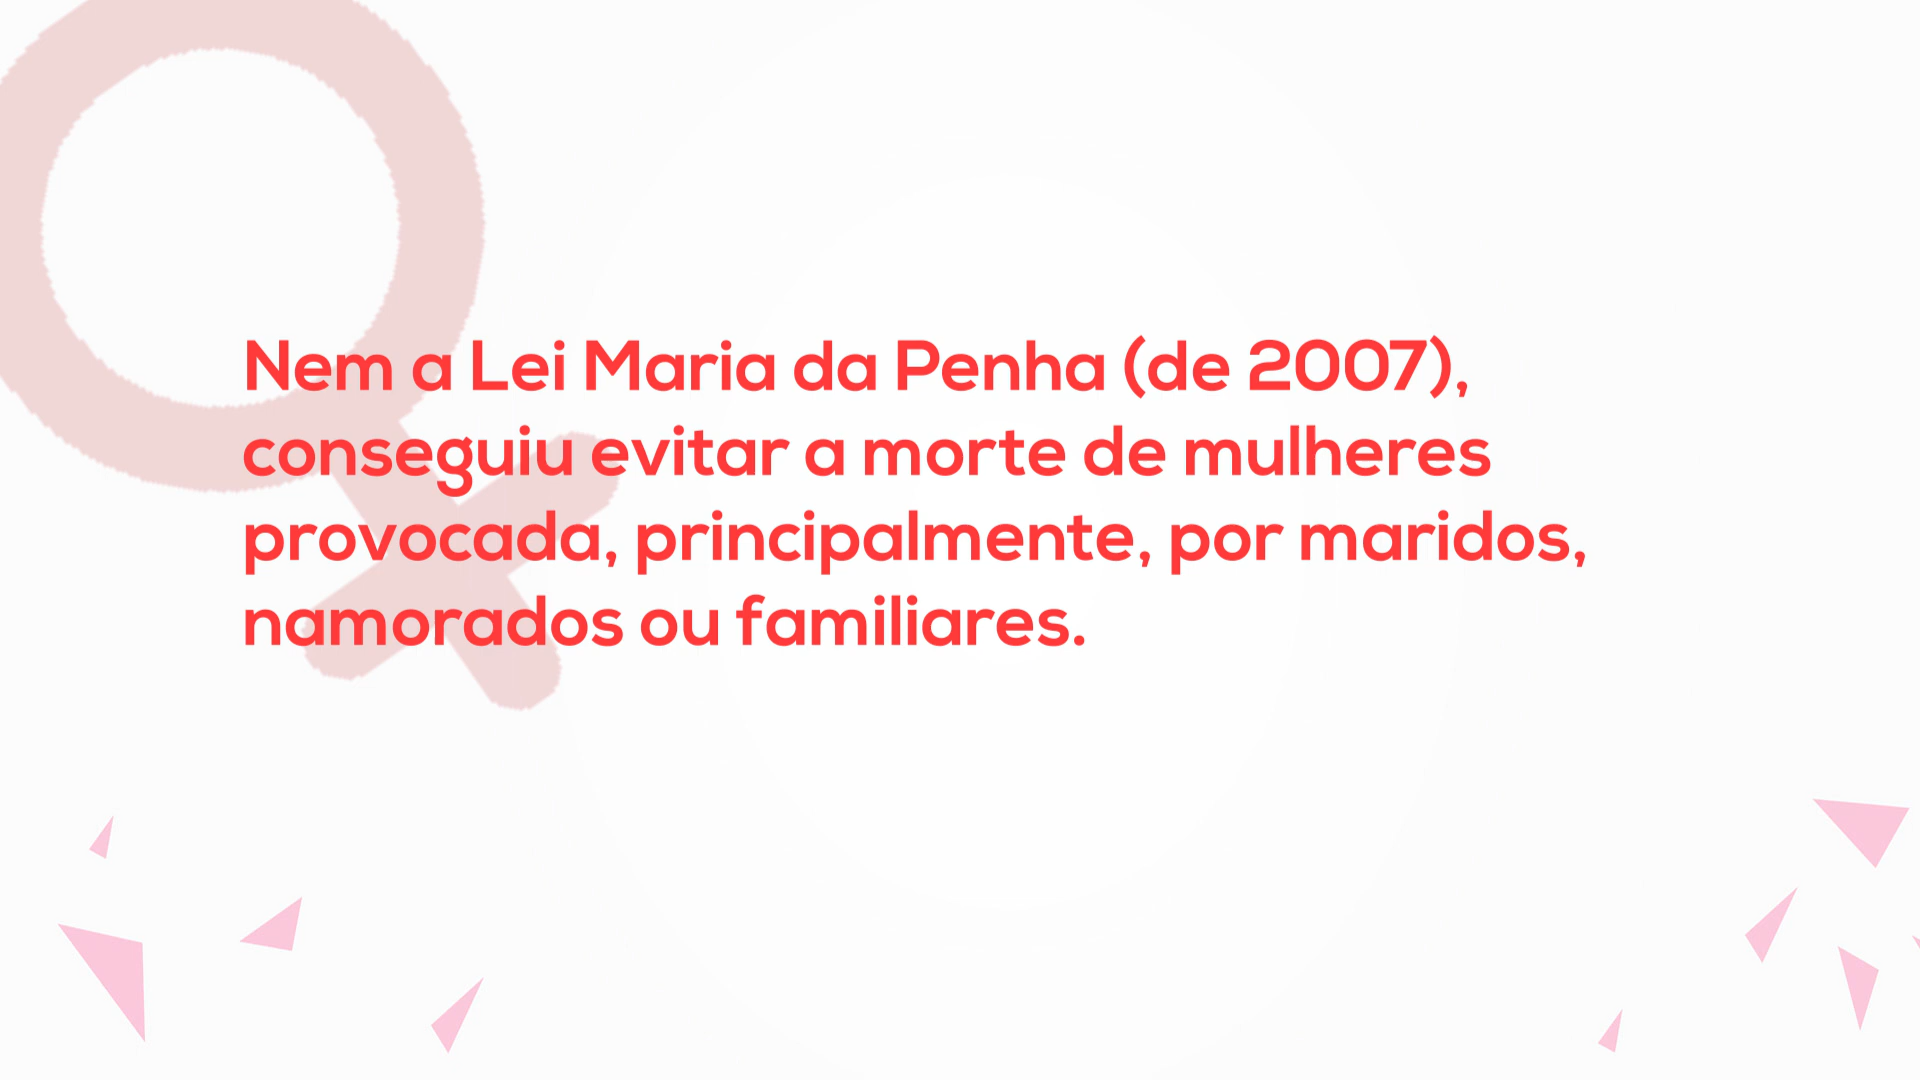 Nem a Lei Maria da Penha (de 2007),
conseguiu evitar a morte de mulheres
provocada, principalmente, por maridos,
namorados ou familiares.